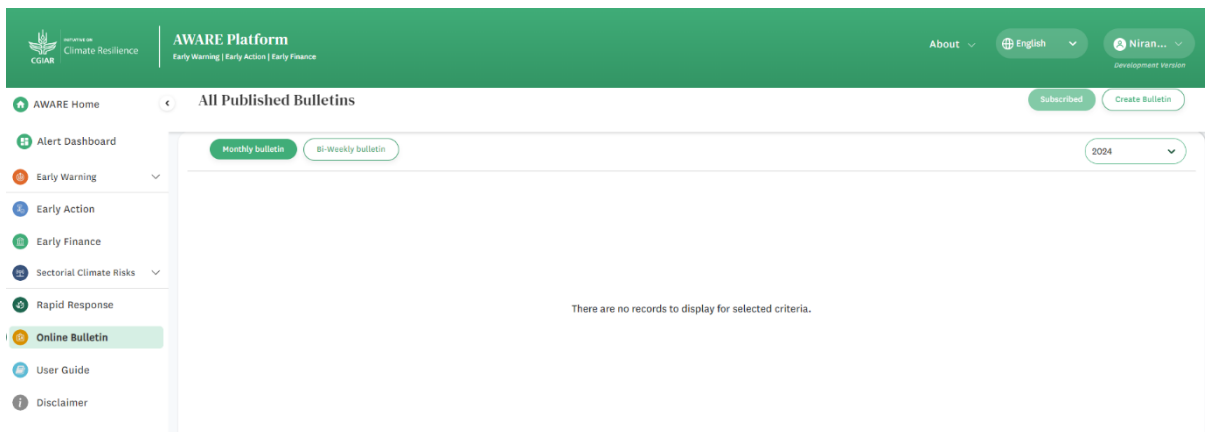 INITIATIVE ON
Climate Resilience
CGIAR
AWARE Platform
Early Warning | Early Action | Early Finance
About
English
Niran...
Development Version
AWARE Home
All Published Bulletins
Subscribed
Create Bulletin
Alert Dashboard
Monthly bulletin
Bi-Weekly bulletin
2024
Early Warning
Early Action
Early Finance
Sectorial Climate Risks
Rapid Response
There are no records to display for selected criteria.
Online Bulletin
User Guide
Disclaimer